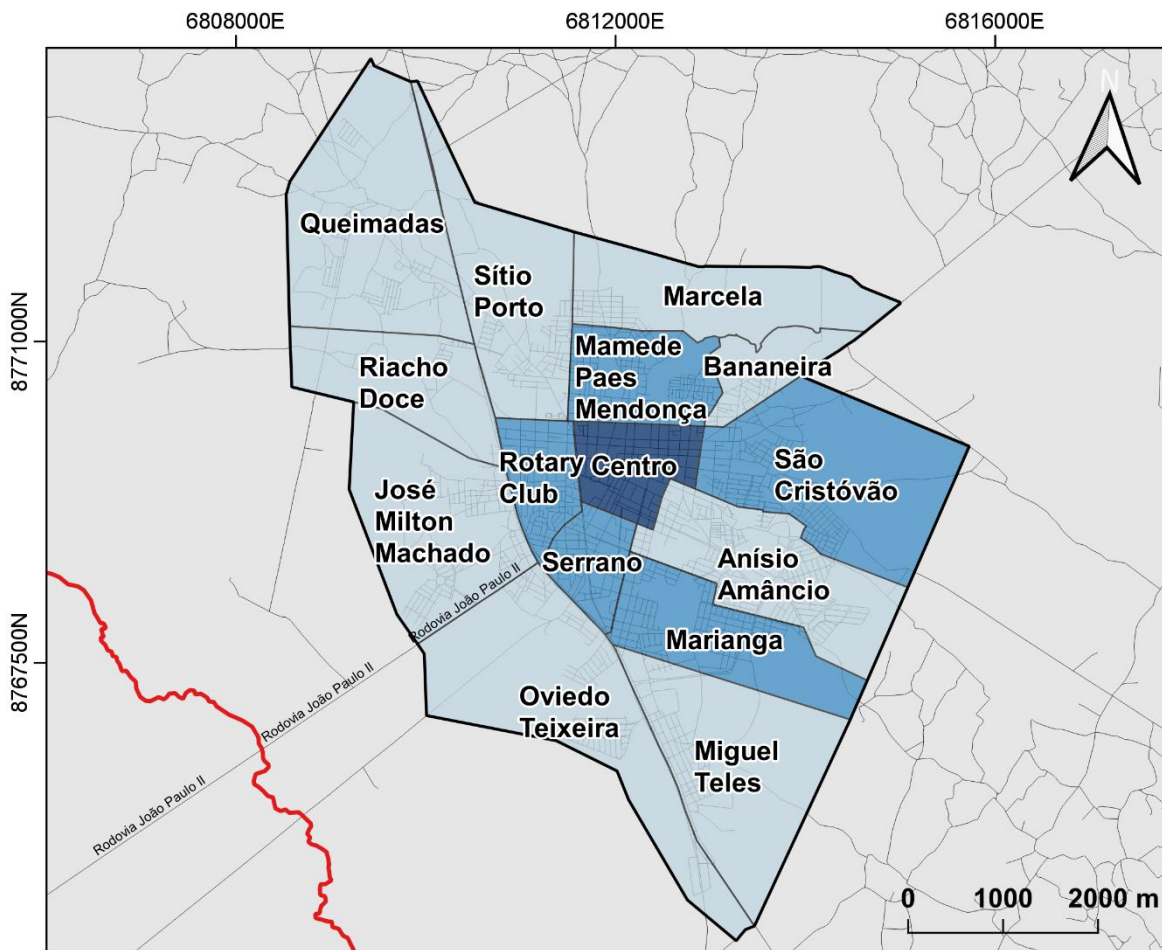 6808000E 6812000E 6816000E
N
Queimadas
Sítio
Porto
Marcela
8771000N
Mamede
Paes
Mendonça
Bananeira
Riacho
Doce
Rotary
Club
Centro
São
Cristóvão
José
Milton
Machado
Serrano
Anísio
Amâncio
Rodovia João Paulo II
Marianga
8767500N
Rodovia João Paulo II
Oviedo
Teixeira
Miguel
Teles
Rodovia João Paulo II
0 1000 2000 m